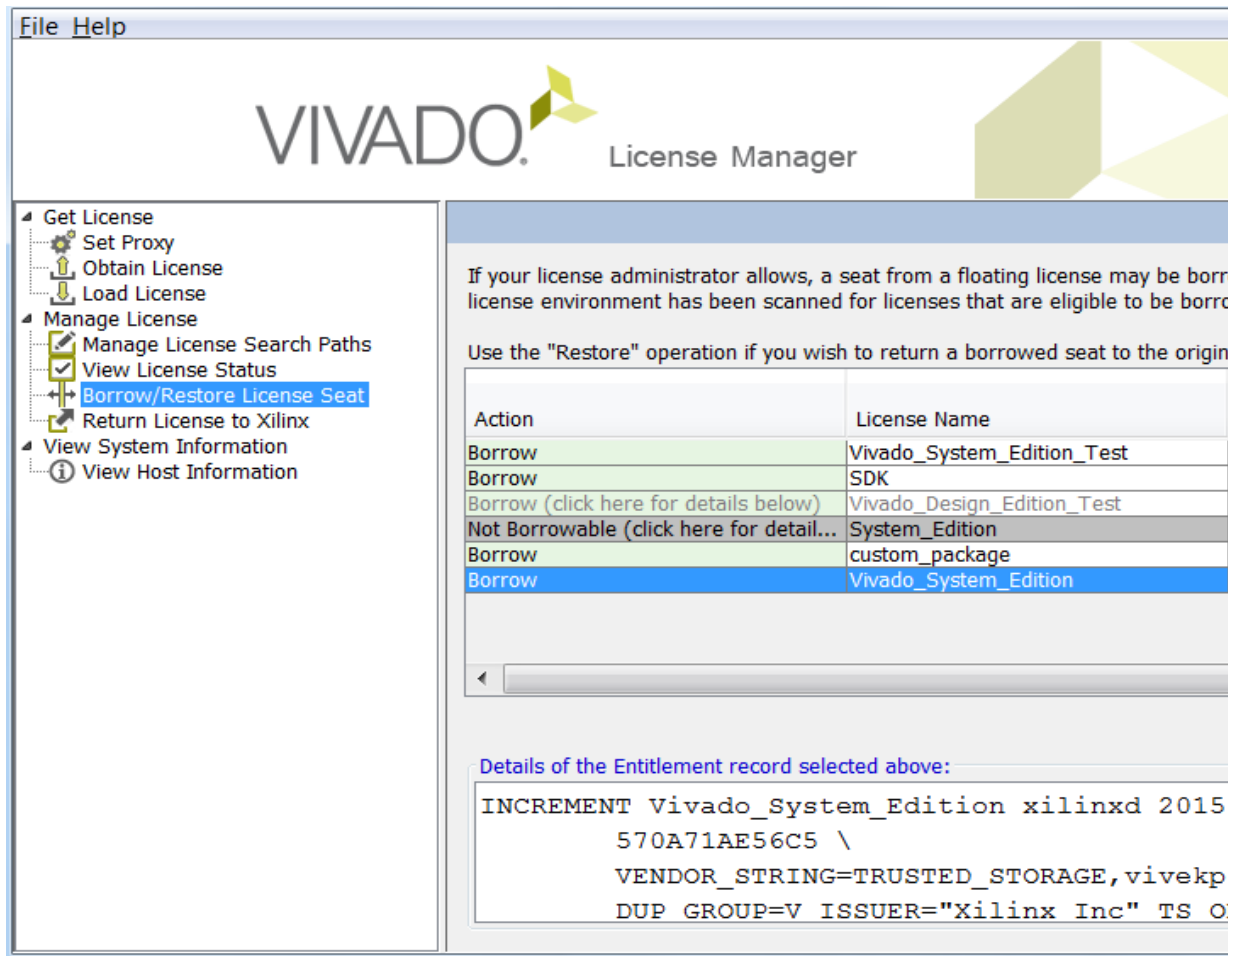 File Help
VIVADO.
License Manager
Get License
Set Proxy
Obtain License
Load License
Manage License
Manage License Search Paths
View License Status
Borrow/Restore License Seat
Return License to Xilinx
View System Information
View Host Information
If your license administrator allows, a seat from a floating license may be borr
license environment has been scanned for licenses that are eligible to be borro
Use the "Restore" operation if you wish to return a borrowed seat to the origin
Action License Name
Borrow Vivado_System_Edition_Test
Borrow SDK
Borrow (click here for details below) Vivado_Design_Edition_Test
Not Borrowable (click here for detail... System_Edition
Borrow custom_package
Borrow Vivado_System_Edition
Details of the Entitlement record selected above:
INCREMENT Vivado_System_Edition xilinxd 2015
570A71AE56C5 \
VENDOR_STRING=TRUSTED_STORAGE,vivekp
DUP_GROUP=V ISSUER="Xilinx Inc" TS_O